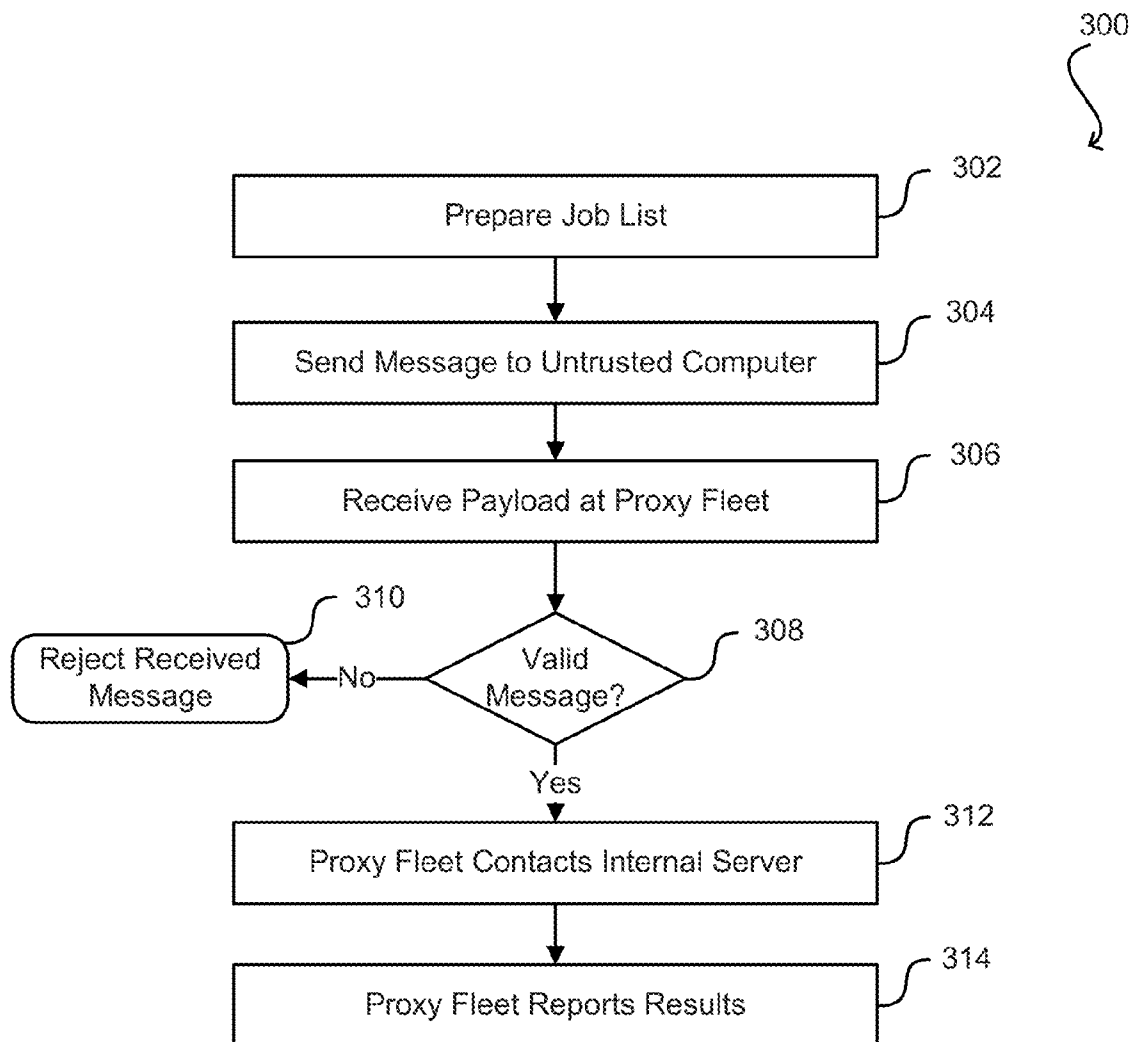 300
302
Prepare Job List
304
Send Message to Untrusted Computer
306
Receive Payload at Proxy Fleet
310
308
Reject Received
Message
Valid
Message?
No
Yes
312
Proxy Fleet Contacts Internal Server
314
Proxy Fleet Reports Results